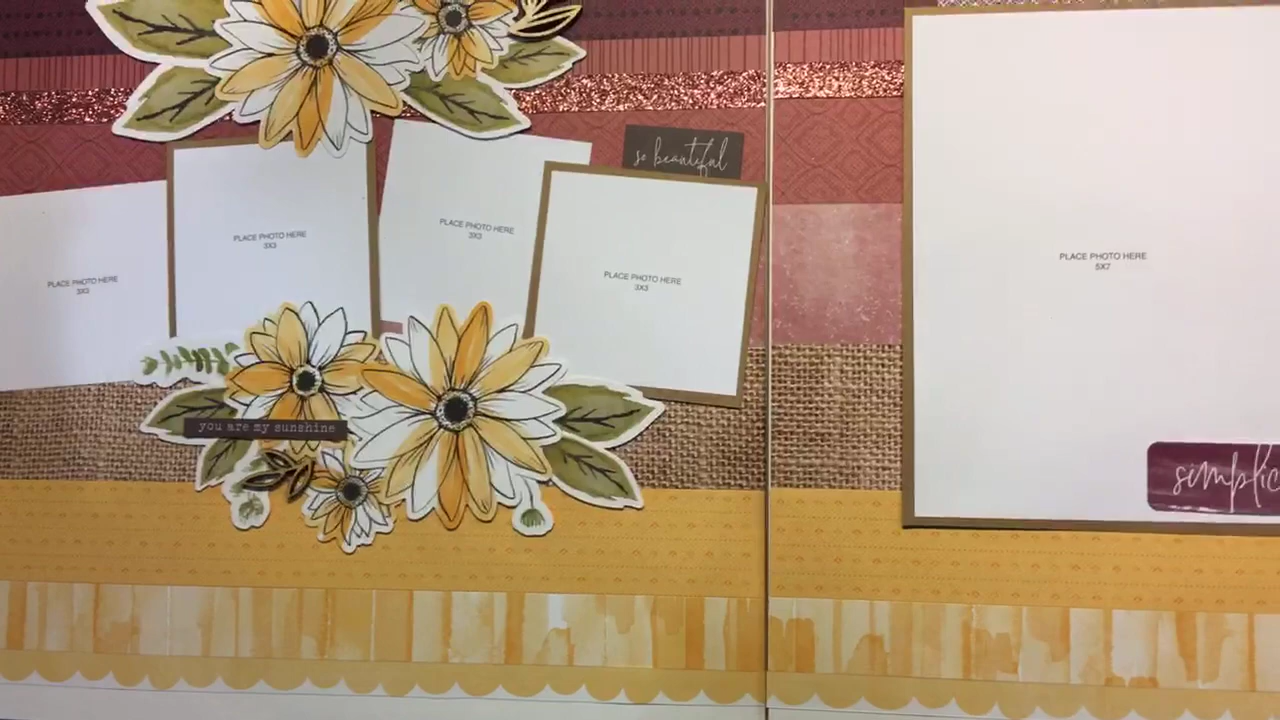 so beautiful
PLACE PHOTO HERE
3X3
PLACE PHOTO HERE
3X3
PLACE PHOTO HERE
3X3
PLACE PHOTO HERE
3X3
you are my sunshine
PLACE PHOTO HERE
5X7
simplic